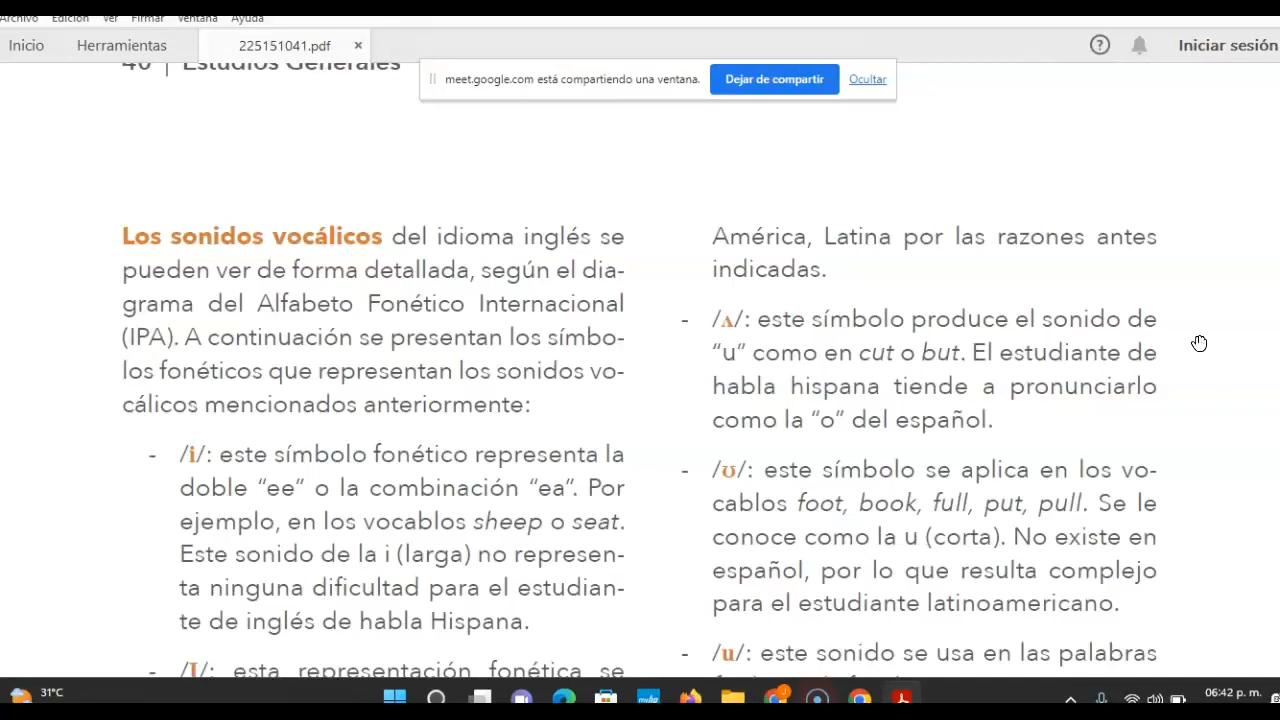 Archivo Edición Ver Firmar Ventana Ayuda
Inicio Herramientas 225151041.pdf × ? Iniciar sesión
40 | Estudios Generales
meet.google.com está compartiendo una ventana. Dejar de compartir Ocultar
Los sonidos vocálicos del idioma inglés se
pueden ver de forma detallada, según el dia-
grama del Alfabeto Fonético Internacional
(IPA). A continuación se presentan los símbo-
los fonéticos que representan los sonidos vo-
cálicos mencionados anteriormente:
- /i/: este símbolo fonético representa la
doble “ee” o la combinación “ea”. Por
ejemplo, en los vocablos sheep o seat.
Este sonido de la i (larga) no represen-
ta ninguna dificultad para el estudian-
te de inglés de habla Hispana.
- /I/: esta representación fonética se
América, Latina por las razones antes
indicadas.
- /ʌ/: este símbolo produce el sonido de
“u” como en cut o but. El estudiante de
habla hispana tiende a pronunciarlo
como la “o” del español.
- /ʊ/: este símbolo se aplica en los vo-
cablos foot, book, full, put, pull. Se le
conoce como la u (corta). No existe en
español, por lo que resulta complejo
para el estudiante latinoamericano.
- /u/: este sonido se usa en las palabras
31°C
06:42 p. m.